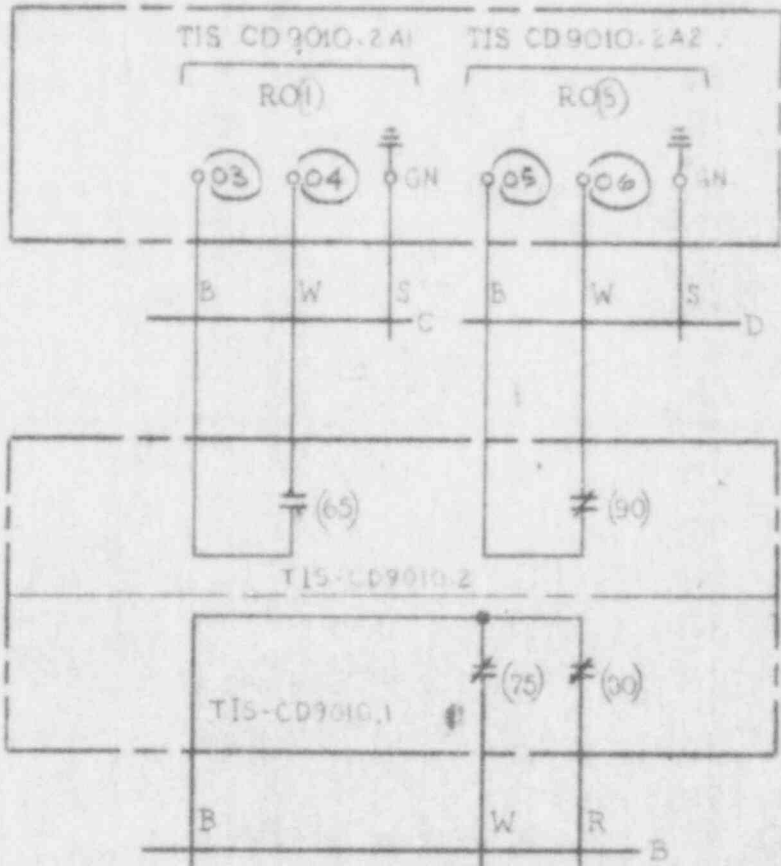 TIS CD9010.2A1 TIS CD9010.2A2
RO(1) RO(5)
03 04 GN 05 06 GN
B W S B W S
C D
(65) (90)
TIS-CD9010.2
(75) (30)
TIS-CD9010.1
B W R
B